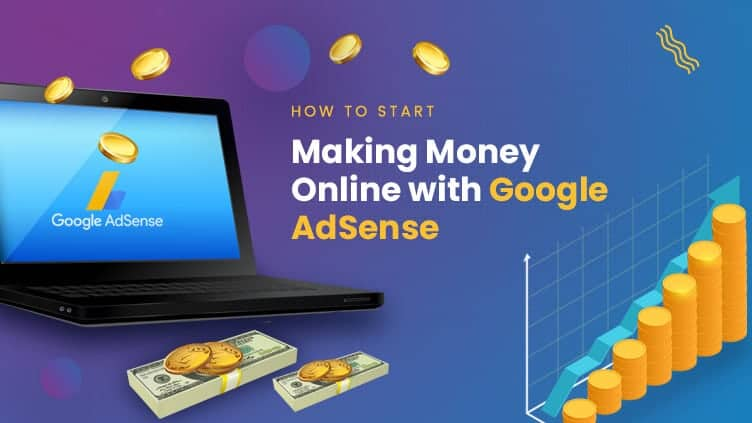 HOW TO START
Making Money
Online with Google
AdSense
Google AdSense